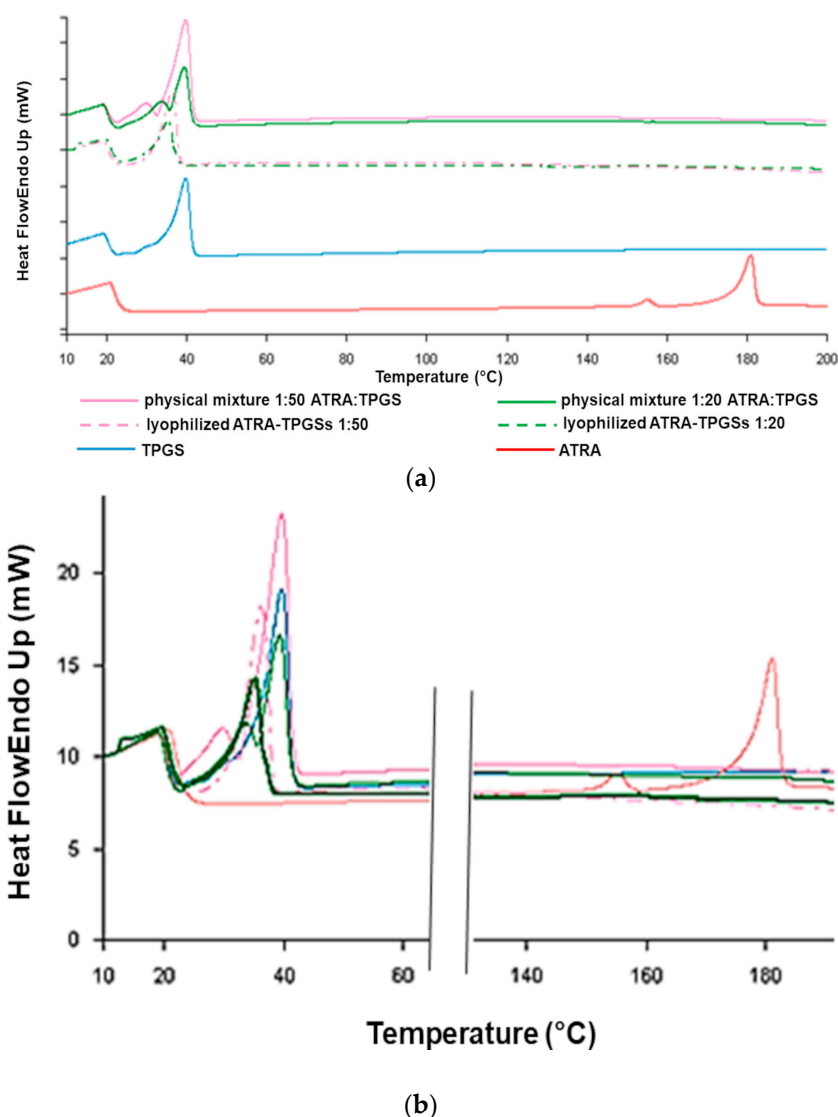 Heat FlowEndo Up (mW)
10 20 40 60 80 100 120 140 160 180 200
Temperature (°C)
physical mixture 1:50 ATRA:TPGS physical mixture 1:20 ATRA:TPGS
lyophilized ATRA-TPGSs 1:50 lyophilized ATRA-TPGSs 1:20
TPGS ATRA
(a)
Heat FlowEndo Up (mW)
20
15
10
5
0
10 20 40 60 140 160 180
Temperature (°C)
(b)